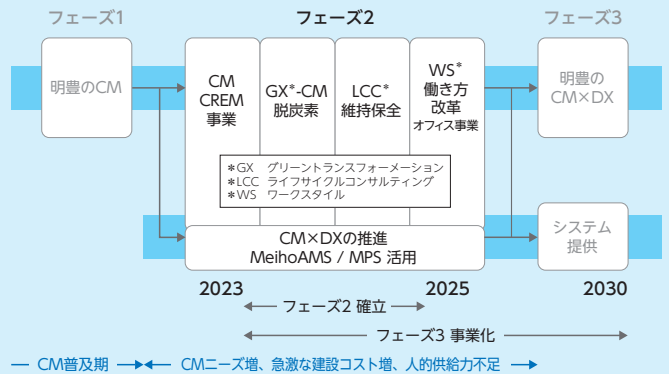 フェーズ1
フェーズ2
フェーズ3
明豊のCM
CM
CREM
事業
GX*-CM
脱炭素
LCC*
維持保全
WS*
働き方
改革
オフィス事業
明豊の
CM×DX
*GX グリーントランスフォーメーション
*LCC ライフサイクルコンサルティング
*WS ワークスタイル
CM×DXの推進
MeihoAMS / MPS 活用
システム
提供
2023
2025
2030
フェーズ2 確立
フェーズ3 事業化
CM普及期
CMニーズ増、急激な建設コスト増、人的供給力不足